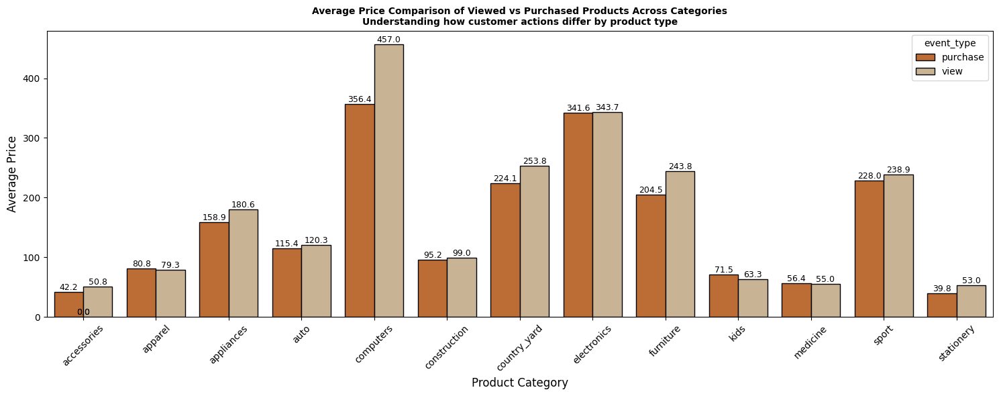 Average Price Comparison of Viewed vs Purchased Products Across Categories
Understanding how customer actions differ by product type
event_type
purchase
view
Average Price
400
300
200
100
0
42.2
50.8
0.0
0.0
80.8
79.3
158.9
180.6
115.4
120.3
356.4
457.0
95.2
99.0
224.1
253.8
341.6
343.7
204.5
243.8
71.5
63.3
56.4
55.0
228.0
238.9
39.8
53.0
accessories
apparel
appliances
auto
computers
construction
country_yard
electronics
furniture
kids
medicine
sport
stationery
Product Category